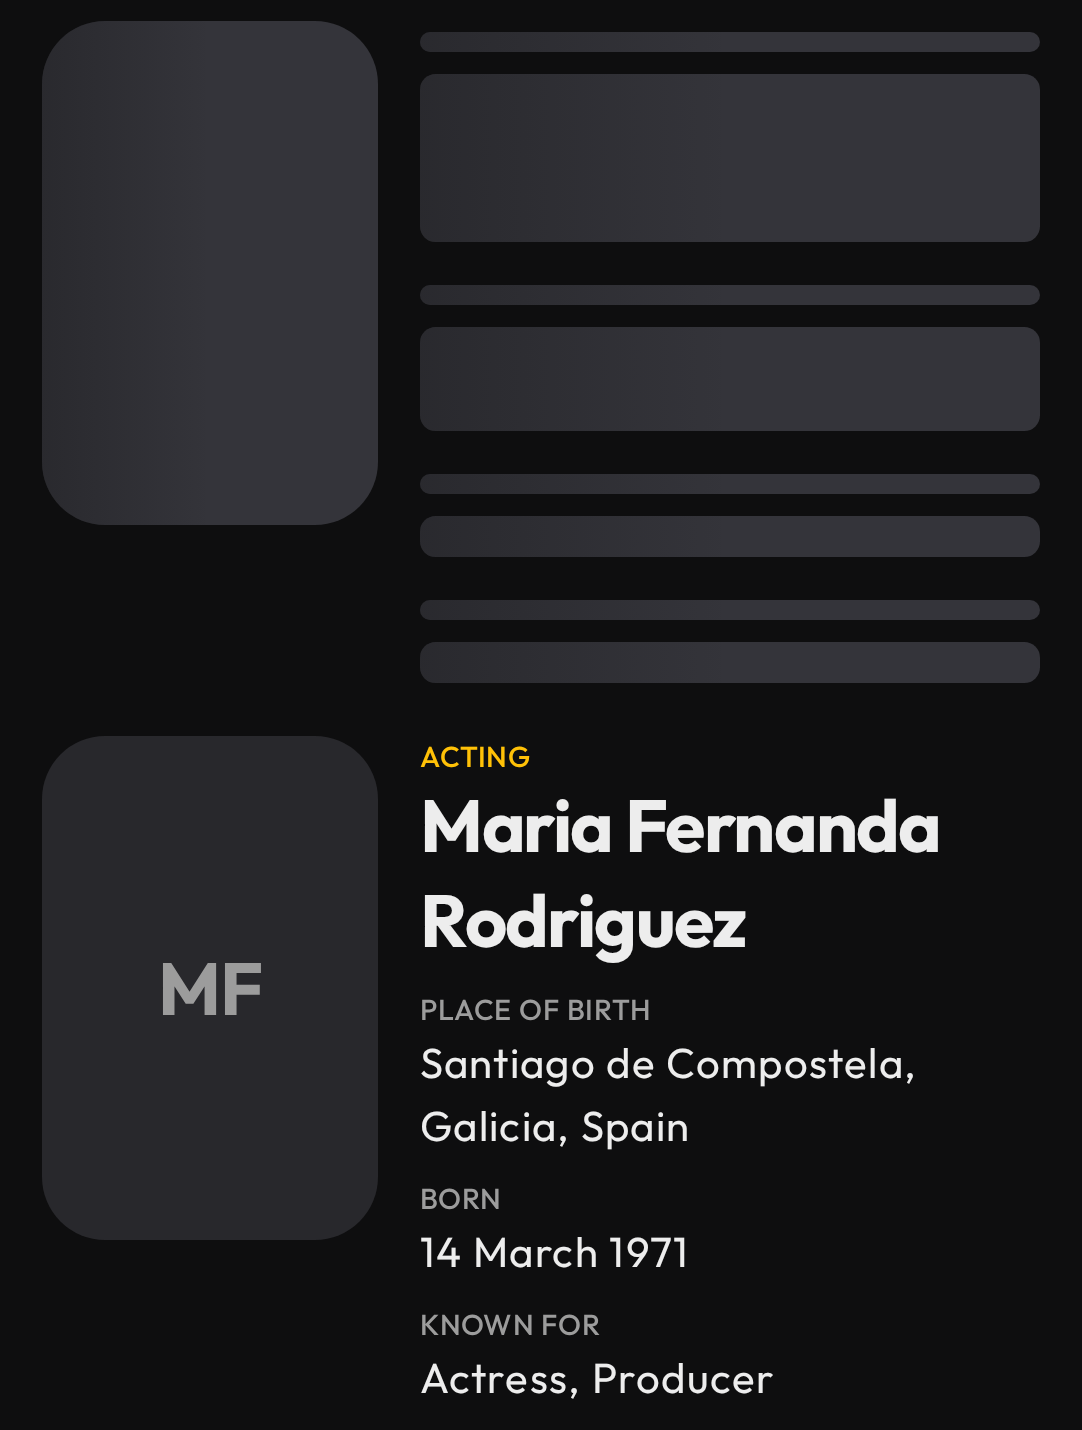 ACTING
Maria Fernanda
Rodriguez
MF
PLACE OF BIRTH
Santiago de Compostela,
Galicia, Spain
BORN
14 March 1971
KNOWN FOR
Actress, Producer